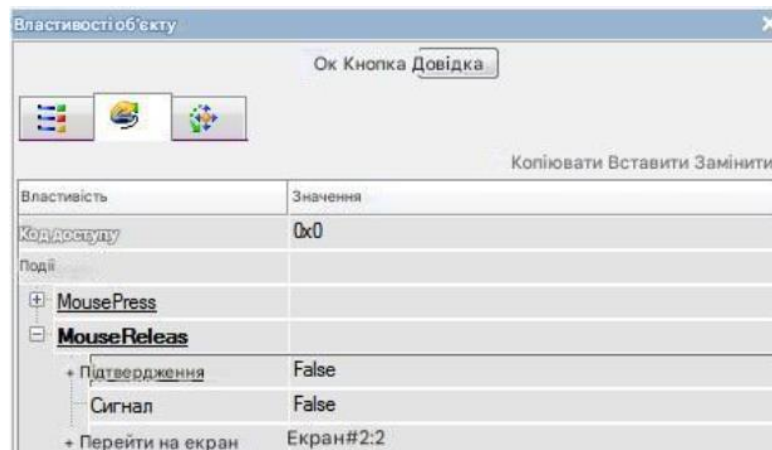 Властивості об'єкту
Ок Кнопка Довідка
Копіювати Вставити Замінити
Властивість Значення
Код доступу 0x0
Події
MousePress
MouseReleas
+ Підтвердження False
Сигнал False
+ Перейти на екран Екран#2:2